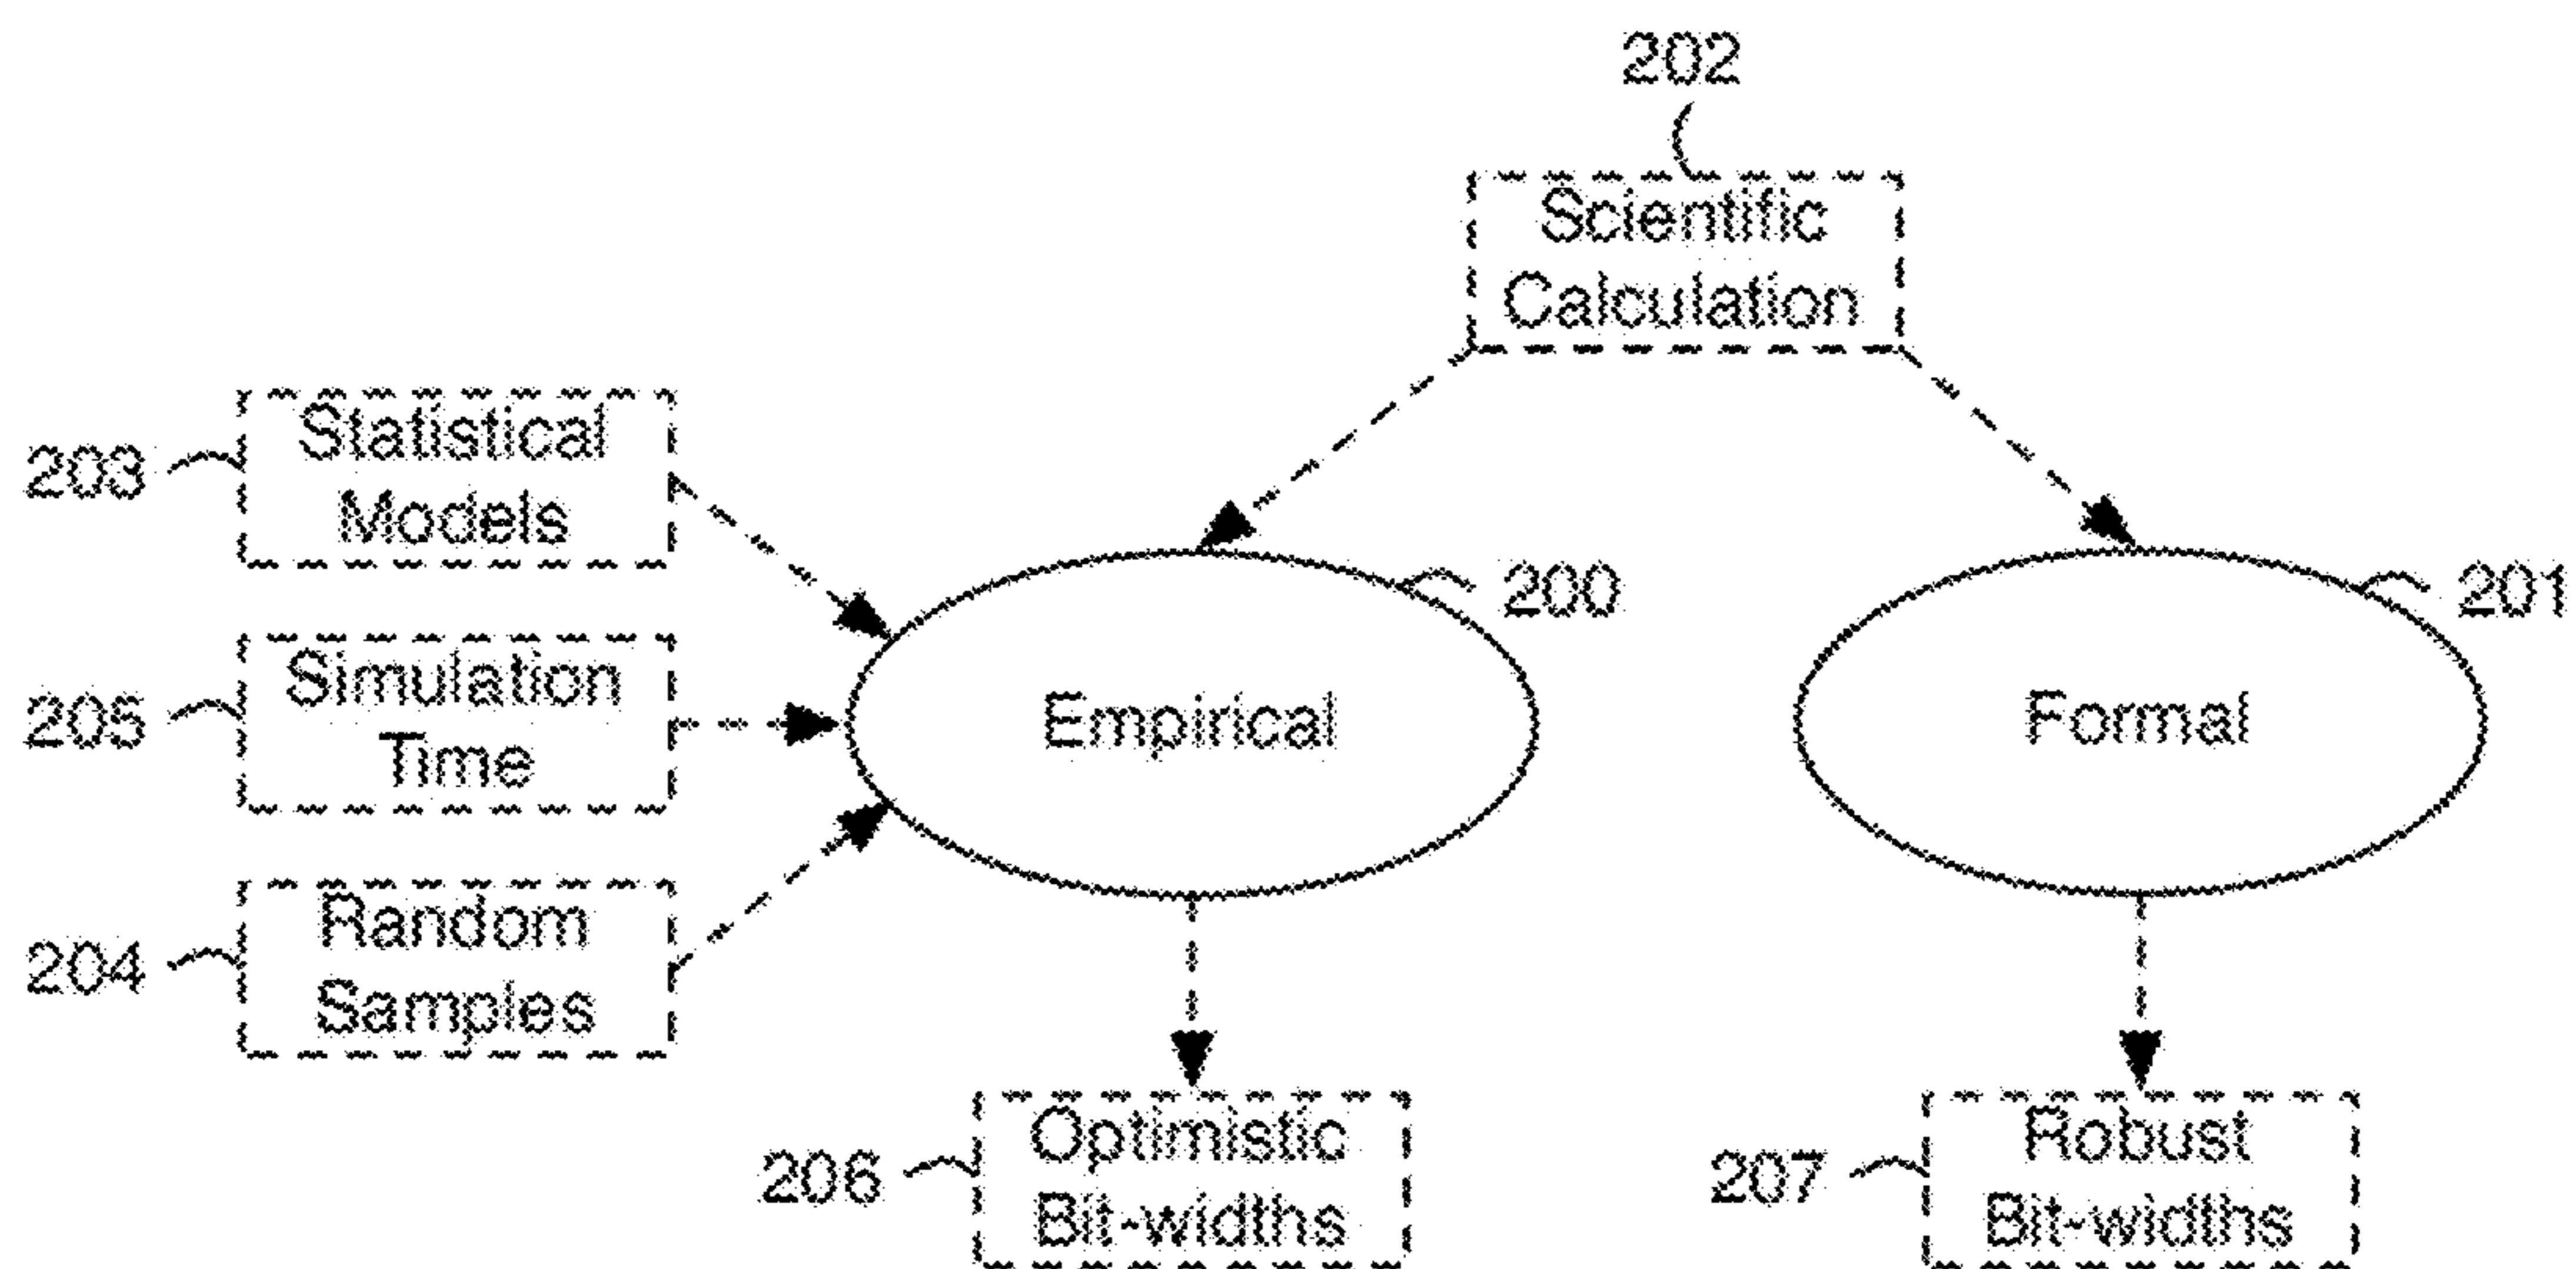 202
Scientific
Calculation
203
Statistical
Models
200
201
205
Simulation
Time
Empirical
Formal
204
Random
Samples
206
Optimistic
Bit-widths
207
Robust
Bit-widths